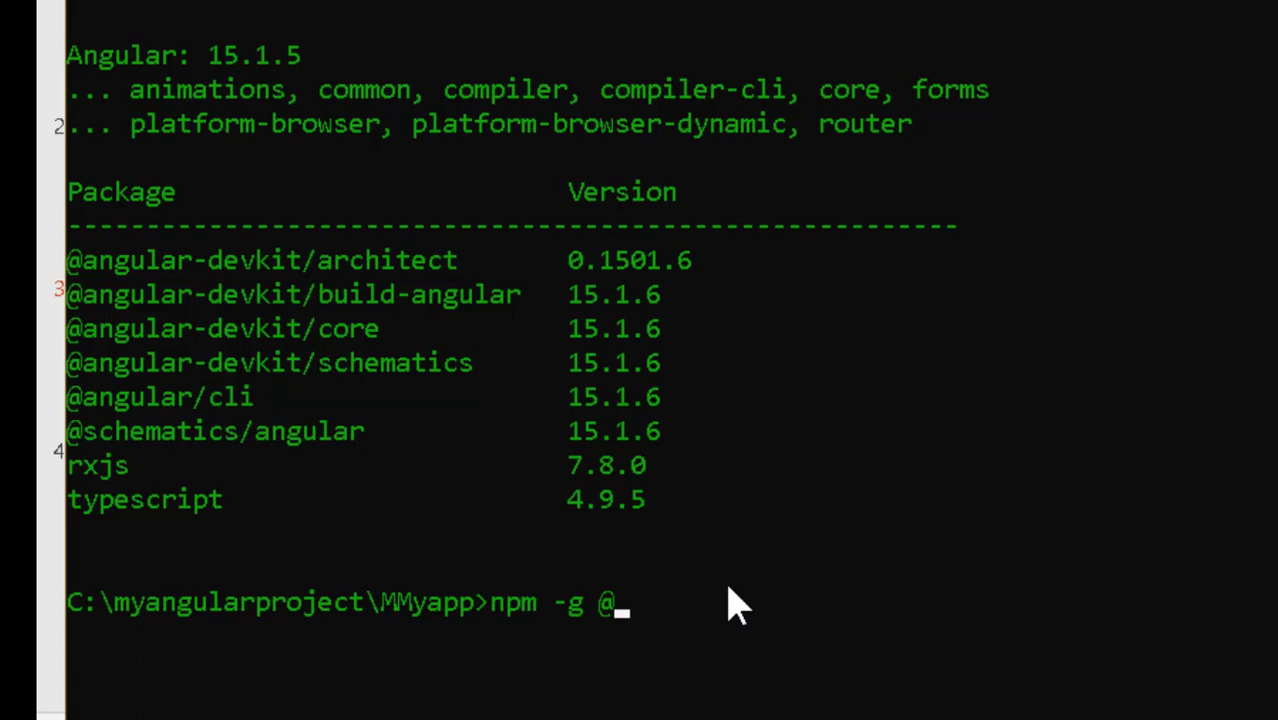 Angular: 15.1.5
... animations, common, compiler, compiler-cli, core, forms
2
... platform-browser, platform-browser-dynamic, router
Package Version
---------------------------------------------------------
@angular-devkit/architect 0.1501.6
3
@angular-devkit/build-angular 15.1.6
@angular-devkit/core 15.1.6
@angular-devkit/schematics 15.1.6
@angular/cli 15.1.6
@schematics/angular 15.1.6
4
rxjs 7.8.0
typescript 4.9.5
C:\myangularproject\MMyapp>npm -g @_